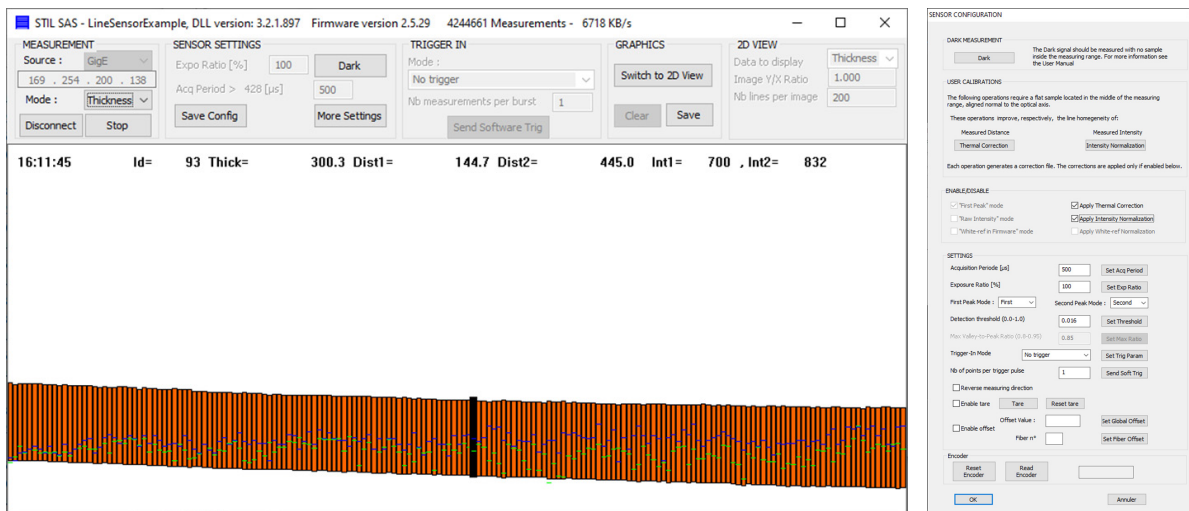 STIL SAS - LineSensorExample, DLL version: 3.2.1.897 Firmware version 2.5.29 4244661 Measurements - 6718 KB/s
MEASUREMENT
Source : GigE
169 . 254 . 200 . 138
Mode : Thickness
Disconnect Stop
SENSOR SETTINGS
Expo Ratio [%] 100 Dark
Acq Period > 428 [µs] 500
Save Config More Settings
TRIGGER IN
Mode :
No trigger
Nb measurements per burst 1
Send Software Trig
GRAPHICS
Switch to 2D View
Clear Save
2D VIEW
Data to display Thickness
Image Y/X Ratio 1.000
Nb lines per image 200
16:11:45 Id= 93 Thick= 300.3 Dist1= 144.7 Dist2= 445.0 Int1= 700 , Int2= 832
SENSOR CONFIGURATION
DARK MEASUREMENT
Dark
The Dark signal should be measured with no sample
inside the measuring range. For more information see
the User Manual
USER CALIBRATIONS
The following operations require a flat sample located in the middle of the measuring
range, aligned normal to the optical axis.
These operations improve, respectively, the line homogeneity of:
Measured Distance Measured Intensity
Thermal Correction Intensity Normalization
Each operation generates a correction file. The corrections are applied only if enabled below.
ENABLE/DISABLE
"First Peak" mode Apply Thermal Correction
"Raw Intensity" mode Apply Intensity Normalization
"White-ref in Firmware" mode Apply White-ref Normalization
SETTINGS
Acquisition Periode [µs] 500 Set Acq Period
Exposure Ratio [%] 100 Set Exp Ratio
First Peak Mode : First Second Peak Mode : Second
Detection threshold (0.0-1.0) 0.016 Set Threshold
Max Valley-to-Peak Ratio (0.0-0.95) 0.85 Set Max Ratio
Trigger-In Mode No trigger Set Trig Param
Nb of points per trigger pulse 1 Send Soft Trig
Reverse measuring direction
Enable tare Tare Reset tare
Offset Value : Set Global Offset
Enable offset
Fiber n° Set Fiber Offset
Encoder
Reset
Encoder
Read
Encoder
OK Annuler